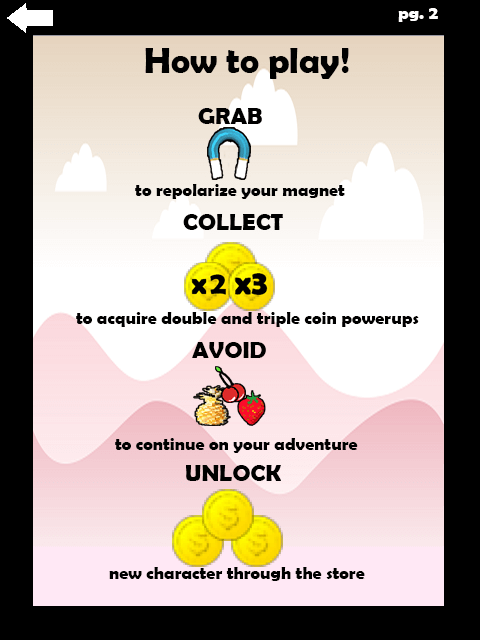 pg. 2
How to play!
GRAB
to repolarize your magnet
COLLECT
x2 x3
to acquire double and triple coin powerups
AVOID
to continue on your adventure
UNLOCK
$
$ $
new character through the store